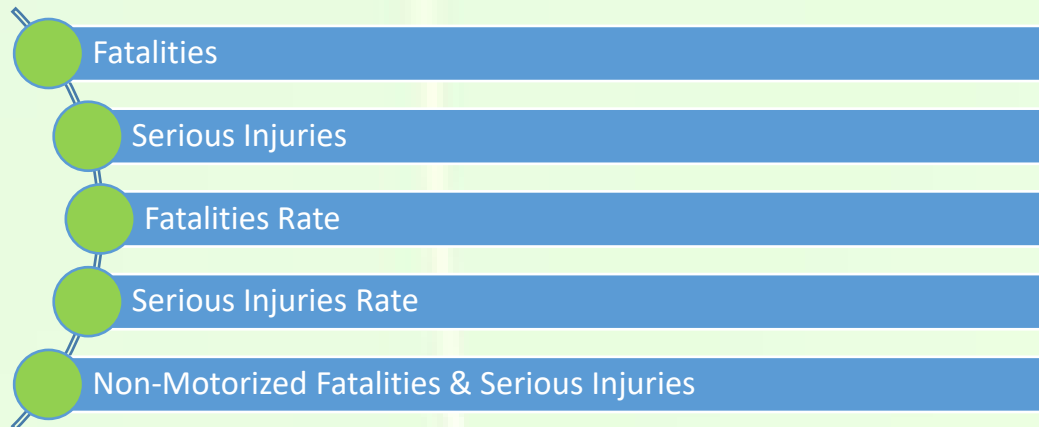 Fatalities
Serious Injuries
Fatalities Rate
Serious Injuries Rate
Non-Motorized Fatalities & Serious Injuries